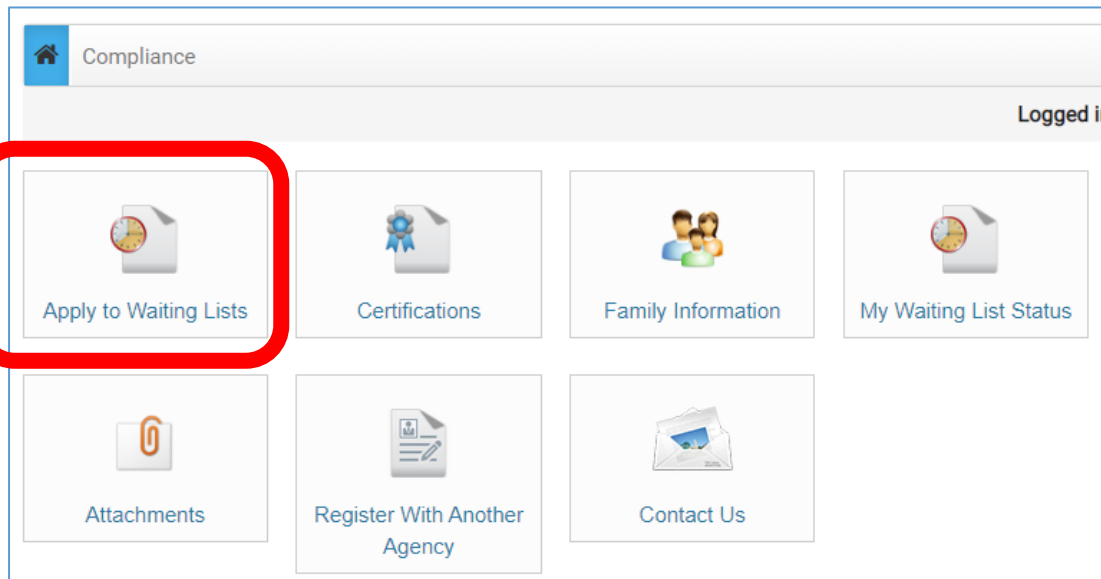 Compliance
Logged i
Apply to Waiting Lists
Certifications
Family Information
My Waiting List Status
Attachments
Register With Another
Agency
Contact Us